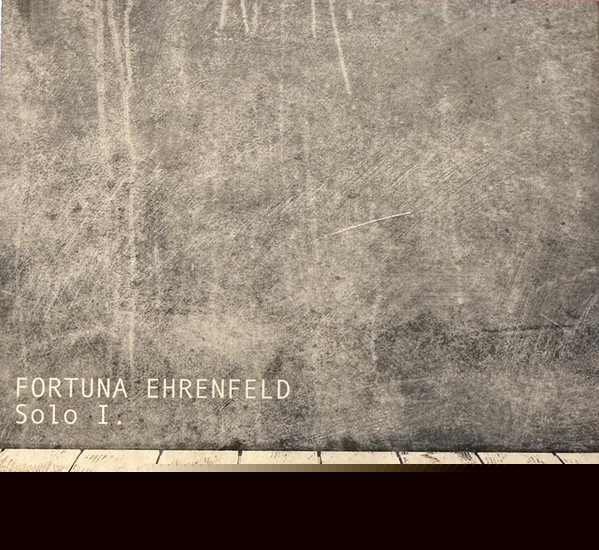 FORTUNA EHRENFELD
Solo I.